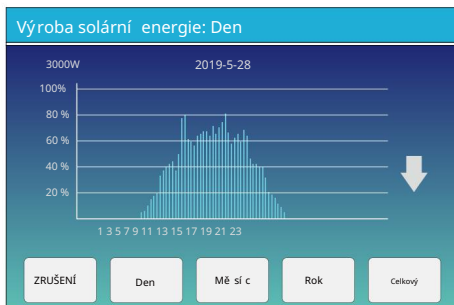 Výroba solární energie: Den
3000W 2019-5-28
100%
80 %
60 %
40 %
20 %
1 3 5 7 9 11 13 15 17 19 21 23
ZRUŠENÍ Den Mě sí c Rok Celkový